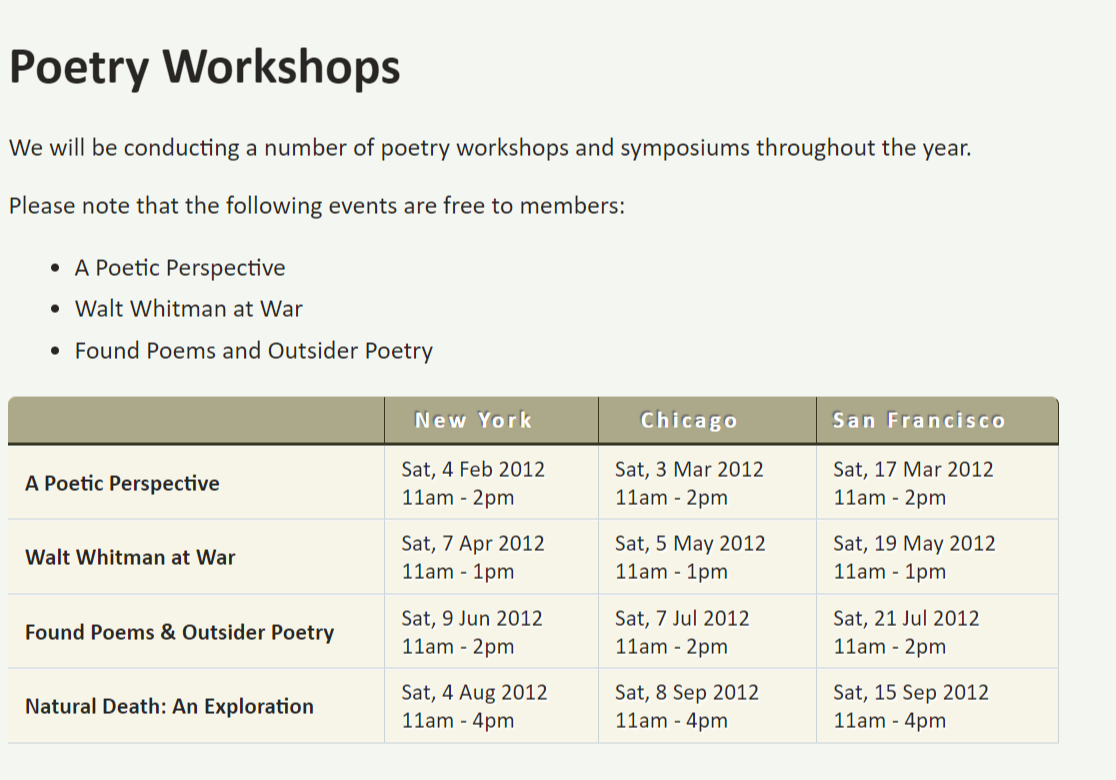 Poetry Workshops
We will be conducting a number of poetry workshops and symposiums throughout the year.
Please note that the following events are free to members:
• A Poetic Perspective
• Walt Whitman at War
• Found Poems and Outsider Poetry
New York Chicago San Francisco
A Poetic Perspective
Sat, 4 Feb 2012
11am - 2pm
Sat, 3 Mar 2012
11am - 2pm
Sat, 17 Mar 2012
11am - 2pm
Walt Whitman at War
Sat, 7 Apr 2012
11am - 1pm
Sat, 5 May 2012
11am - 1pm
Sat, 19 May 2012
11am - 1pm
Found Poems & Outsider Poetry
Sat, 9 Jun 2012
11am - 2pm
Sat, 7 Jul 2012
11am - 2pm
Sat, 21 Jul 2012
11am - 2pm
Natural Death: An Exploration
Sat, 4 Aug 2012
11am - 4pm
Sat, 8 Sep 2012
11am - 4pm
Sat, 15 Sep 2012
11am - 4pm